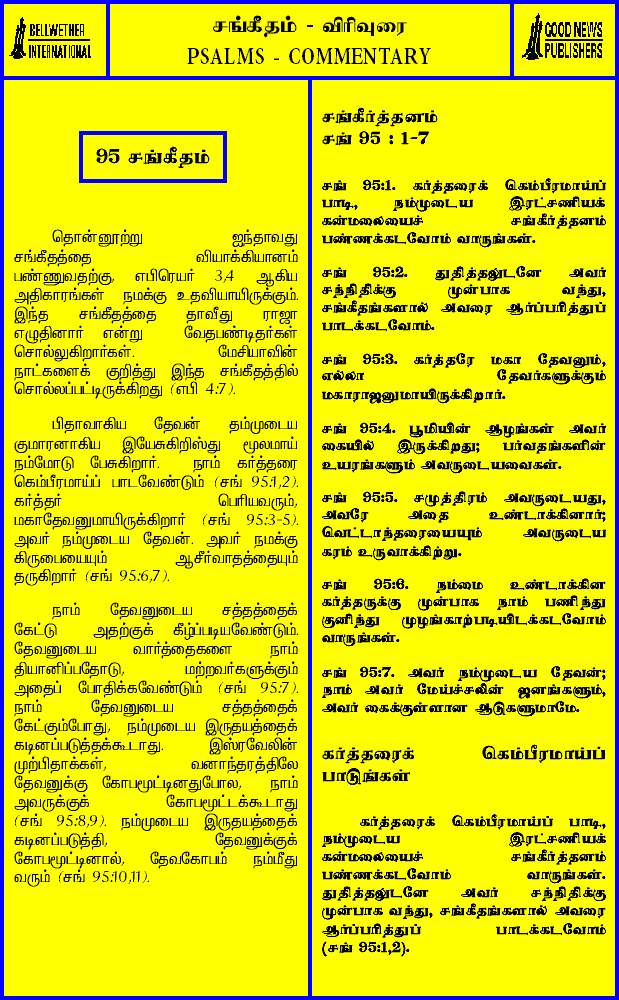 BELLWETHER
INTERNATIONAL
சங்கீதம் - விரிவுரை
PSALMS - COMMENTARY
GOOD NEWS
PUBLISHERS
95 சங்கீதம்
தொன்னூற்று ஐந்தாவது
சங்கீதத்தை வியாக்கியானம்
பண்ணுவதற்கு, எபிரெயர் 3,4 ஆகிய
அதிகாரங்கள் நமக்கு உதவியாயிருக்கும்.
இந்த சங்கீதத்தை தாவீது ராஜா
எழுதினார் என்று வேதபண்டிதர்கள்
சொல்லுகிறார்கள். மேசியாவின்
நாட்களைக் குறித்து இந்த சங்கீதத்தில்
சொல்லப்பட்டிருக்கிறது (எபி 4:7).
பிதாவாகிய தேவன் தம்முடைய
குமாரனாகிய இயேசுகிறிஸ்து மூலமாய்
நம்மோடு பேசுகிறார். நாம் கர்த்தரை
கெம்பீரமாய்ப் பாடவேண்டும் (சங் 95:1,2).
கர்த்தர் பெரியவரும்,
மகாதேவனுமாயிருக்கிறார் (சங் 95:3-5).
அவர் நம்முடைய தேவன். அவர் நமக்கு
கிருபையையும் ஆசீர்வாதத்தையும்
தருகிறார் (சங் 95:6,7).
நாம் தேவனுடைய சத்தத்தைக்
கேட்டு அதற்குக் கீழ்ப்படியவேண்டும்.
தேவனுடைய வார்த்தைகளை நாம்
தியானிப்பதோடு, மற்றவர்களுக்கும்
அதைப் போதிக்கவேண்டும் (சங் 95:7).
நாம் தேவனுடைய சத்தத்தைக்
கேட்கும்போது, நம்முடைய இருதயத்தைக்
கடினப்படுத்தக்கூடாது. இஸ்ரவேலின்
முற்பிதாக்கள், வனாந்தரத்திலே
தேவனுக்கு கோபமூட்டினதுபோல, நாம்
அவருக்குக் கோபமூட்டக்கூடாது
(சங் 95:8,9). நம்முடைய இருதயத்தைக்
கடினப்படுத்தி, தேவனுக்குக்
கோபமூட்டினால், தேவகோபம் நம்மீது
வரும் (சங் 95:10,11).
சங்கீர்த்தனம்
சங் 95 : 1-7
சங் 95:1. கர்த்தரைக் கெம்பீரமாய்ப்
பாடி, நம்முடைய இரட்சணியக்
கன்மலையைச் சங்கீர்த்தனம்
பண்ணக்கடவோம் வாருங்கள்.
சங் 95:2. துதித்தலுடனே அவர்
சந்நிதிக்கு முன்பாக வந்து,
சங்கீதங்களால் அவரை ஆர்ப்பரித்துப்
பாடக்கடவோம்.
சங் 95:3. கர்த்தரே மகா தேவனும்,
எல்லா தேவர்களுக்கும்
மகாராஜனுமாயிருக்கிறார்.
சங் 95:4. பூமியின் ஆழங்கள் அவர்
கையில் இருக்கிறது; பர்வதங்களின்
உயரங்களும் அவருடையவைகள்.
சங் 95:5. சமுத்திரம் அவருடையது,
அவரே அதை உண்டாக்கினார்;
வெட்டாந்தரையையும் அவருடைய
கரம் உருவாக்கிற்று.
சங் 95:6. நம்மை உண்டாக்கின
கர்த்தருக்கு முன்பாக நாம் பணிந்து
குனிந்து முழங்காற்படியிடக்கடவோம்
வாருங்கள்.
சங் 95:7. அவர் நம்முடைய தேவன்;
நாம் அவர் மேய்ச்சலின் ஜனங்களும்,
அவர் கைக்குள்ளான ஆடுகளுமாமே.
கர்த்தரைக் கெம்பீரமாய்ப்
பாடுங்கள்
கர்த்தரைக் கெம்பீரமாய்ப் பாடி,
நம்முடைய இரட்சணியக்
கன்மலையைச் சங்கீர்த்தனம்
பண்ணக்கடவோம் வாருங்கள்.
துதித்தலுடனே அவர் சந்நிதிக்கு
முன்பாக வந்து, சங்கீதங்களால் அவரை
ஆர்ப்பரித்துப் பாடக்கடவோம்
(சங் 95:1,2).